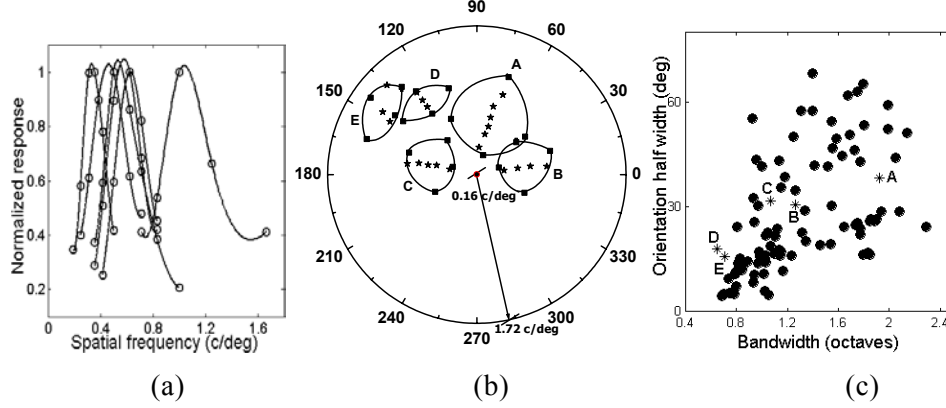 Normalized response
1
0.8
0.6
0.4
0.2
0
0.4
0.8
1.2
1.6
Spatial frequency (c/deg)
(a)
90
120
60
150
30
180
0
210
330
240
300
270
A
B
C
D
E
0.16 c/deg
1.72 c/deg
(b)
Orientation half width (deg)
60
30
0
0.4
0.8
1.2
1.6
2
2.4
Bandwidth (octaves)
A
B
C
D
E
(c)